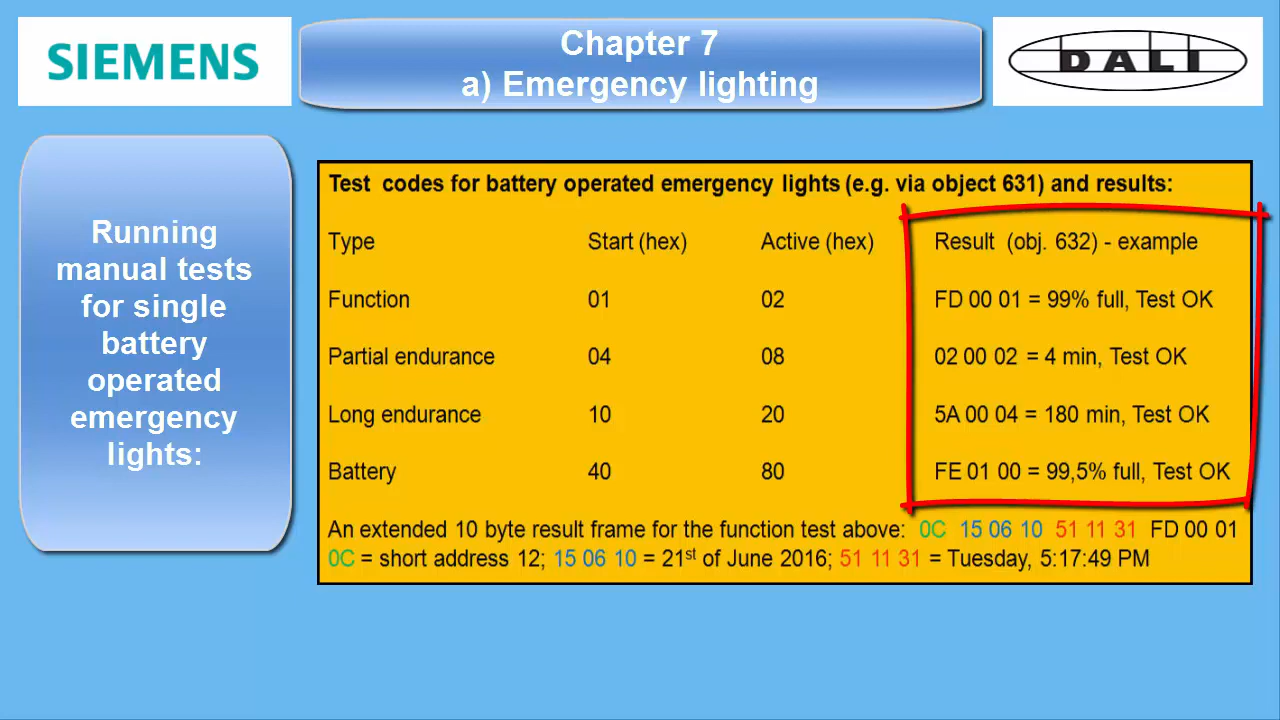 SIEMENS
Chapter 7
a) Emergency lighting
DALI
Running
manual tests
for single
battery
operated
emergency
lights:
Test codes for battery operated emergency lights (e.g. via object 631) and results:
Type Start (hex) Active (hex) Result (obj. 632) - example
Function 01 02 FD 00 01 = 99% full, Test OK
Partial endurance 04 08 02 00 02 = 4 min, Test OK
Long endurance 10 20 5A 00 04 = 180 min, Test OK
Battery 40 80 FE 01 00 = 99,5% full, Test OK
An extended 10 byte result frame for the function test above: 0C 15 06 10 51 11 31 FD 00 01
0C = short address 12; 15 06 10 = 21st of June 2016; 51 11 31 = Tuesday, 5:17:49 PM